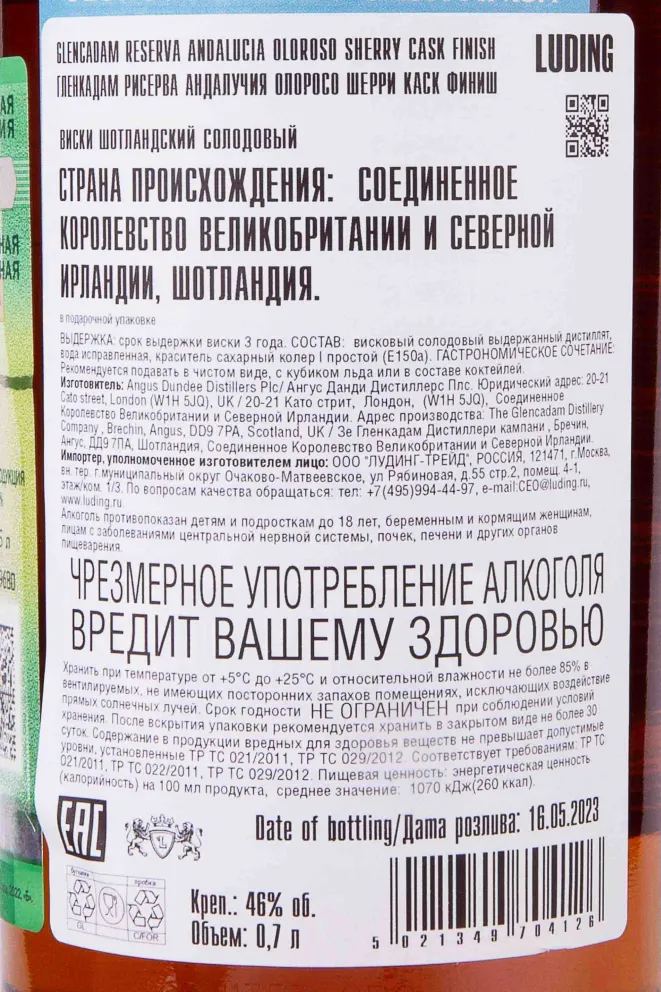 GLENCADAM RESERVA ANDALUCIA OLOROSO SHERRY CASK FINISH
LUDING
ГЛЕНКАДАМ РИСЕРВА АНДАЛУЧИЯ ОЛОРОСО ШЕРРИ КАСК ФИНИШ
ВИСКИ ШОТЛАНДСКИЙ СОЛОДОВЫЙ
СТРАНА ПРОИСХОЖДЕНИЯ: СОЕДИНЕННОЕ
КОРОЛЕВСТВО ВЕЛИКОБРИТАНИИ И СЕВЕРНОЙ
ИРЛАНДИИ, ШОТЛАНДИЯ.
в подарочной упаковке
ВЫДЕРЖКА: срок выдержки виски 3 года. СОСТАВ: висковый солодовый выдержанный дистиллят,
вода исправленная, краситель сахарный колер I простой (Е150а). ГАСТРОНОМИЧЕСКОЕ СОЧЕТАНИЕ:
Рекомендуется подавать в чистом виде, с кубиком льда или в составе коктейлей.
Изготовитель: Angus Dundee Distillers Plc/ Ангус Данди Дистиллерс Плс. Юридический адрес: 20-21
Cato street, London (W1H 5JQ), UK / 20-21 Като стрит, Лондон, (W1H 5JQ), Соединенное
Королевство Великобритании и Северной Ирландии. Адрес производства: The Glencadam Distillery
Company , Brechin, Angus, DD9 7PA, Scotland, UK / Зе Гленкадам Дистиллери кампани , Бречин,
Ангус, ДД9 7ПА, Шотландия, Соединенное Королевство Великобритании и Северной Ирландии.
Импортер, уполномоченное изготовителем лицо: ООО "ЛУДИНГ-ТРЕЙД", РОССИЯ, 121471, г.Москва,
вн. тер. г.муниципальный округ Очаково-Матвеевское, ул Рябиновая, д.55 стр.2, помещ. 4-1,
этаж/ком. 1/3. По вопросам качества обращаться: тел: +7(495)994-44-97, e-mail:CEO@luding.ru,
www.luding.ru
Алкоголь противопоказан детям и подросткам до 18 лет, беременным и кормящим женщинам,
лицам с заболеваниями центральной нервной системы, почек, печени и других органов
пищеварения.
ЧРЕЗМЕРНОЕ УПОТРЕБЛЕНИЕ АЛКОГОЛЯ
ВРЕДИТ ВАШЕМУ ЗДОРОВЬЮ
Хранить при температуре от +5°С до +25°С и относительной влажности не более 85% в
вентилируемых, не имеющих посторонних запахов помещениях, исключающих воздействие
прямых солнечных лучей. Срок годности НЕ ОГРАНИЧЕН при соблюдении условий
хранения. После вскрытия упаковки рекомендуется хранить в закрытом виде не более 30
суток. Содержание в продукции вредных для здоровья веществ не превышает допустимые
уровни, установленные ТР ТС 021/2011, ТР ТС 029/2012. Соответствует требованиям: ТР ТС
021/2011, ТР ТС 022/2011, ТР ТС 029/2012. Пищевая ценность: энергетическая ценность
(калорийность) на 100 мл продукта, среднее значение: 1070 кДж(260 ккал).
EAC
Date of bottling/Дата розлива: 16.05.2023
бутылка
пробка
GL
C/FOR
Креп.: 46% об.
Объем: 0,7 л
5 021349 704126